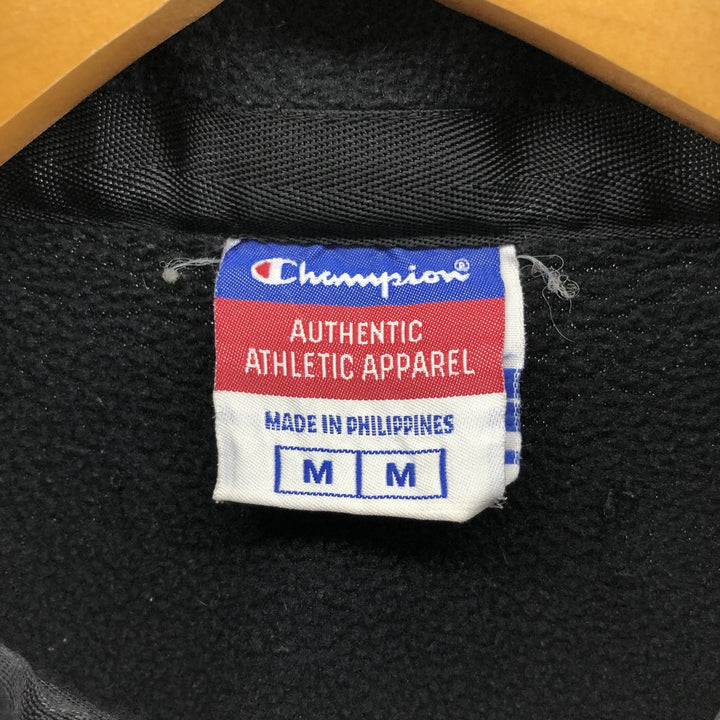 Champion®
AUTHENTIC
ATHLETIC APPAREL
MADE IN PHILIPPINES
M M